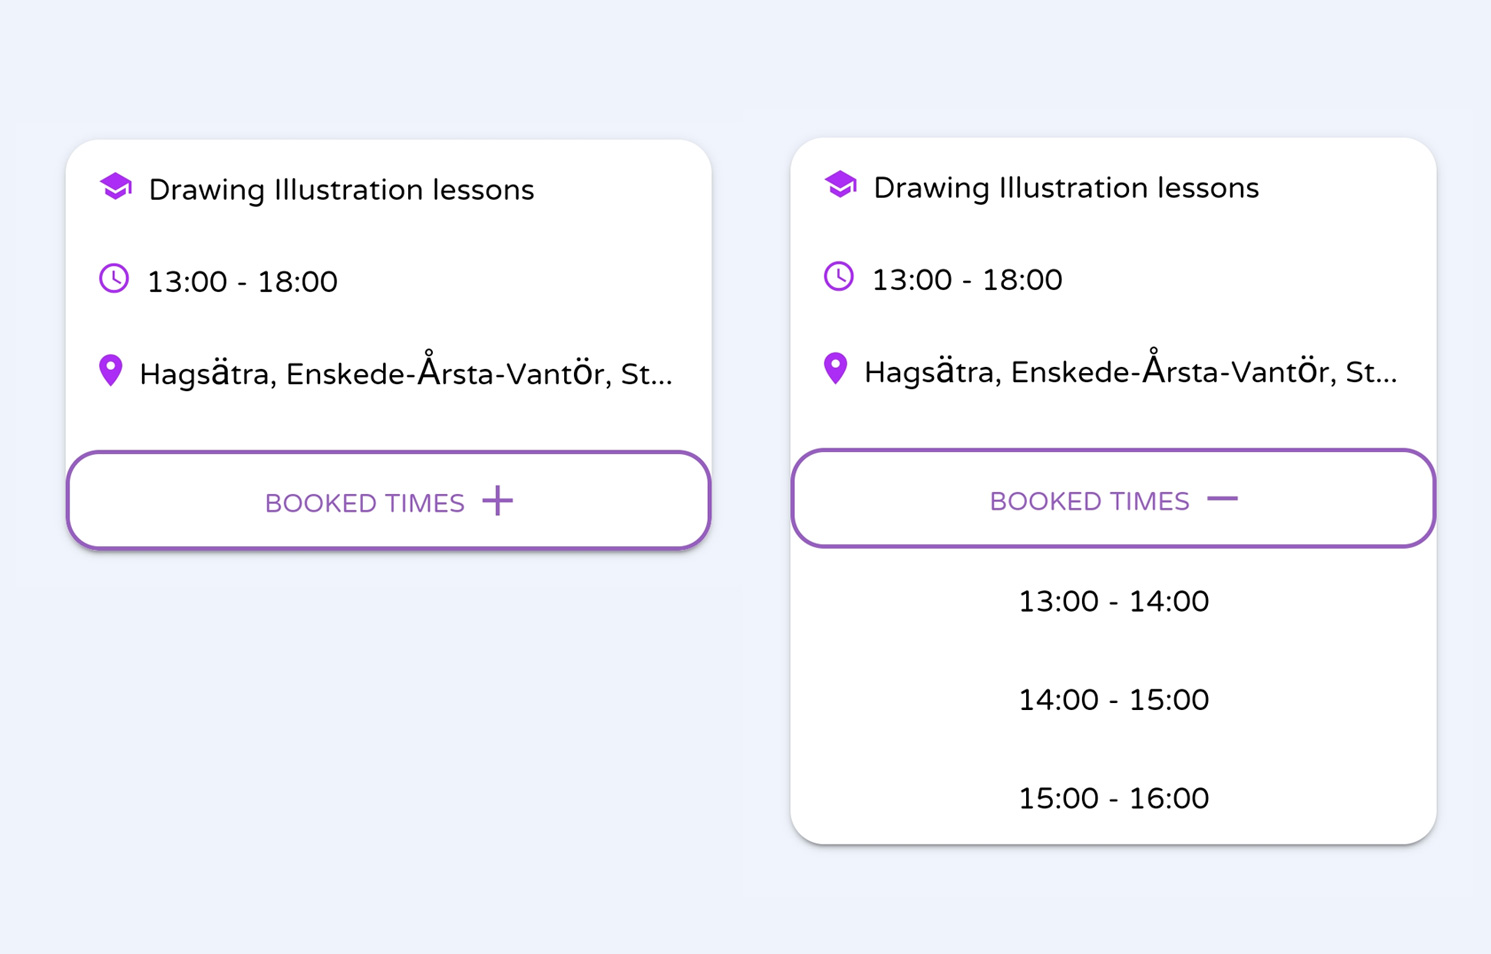 Drawing Illustration lessons
13:00 - 18:00
Hagsätra, Enskede-Årsta-Vantör, St...
BOOKED TIMES
Drawing Illustration lessons
13:00 - 18:00
Hagsätra, Enskede-Årsta-Vantör, St...
BOOKED TIMES
13:00 - 14:00
14:00 - 15:00
15:00 - 16:00